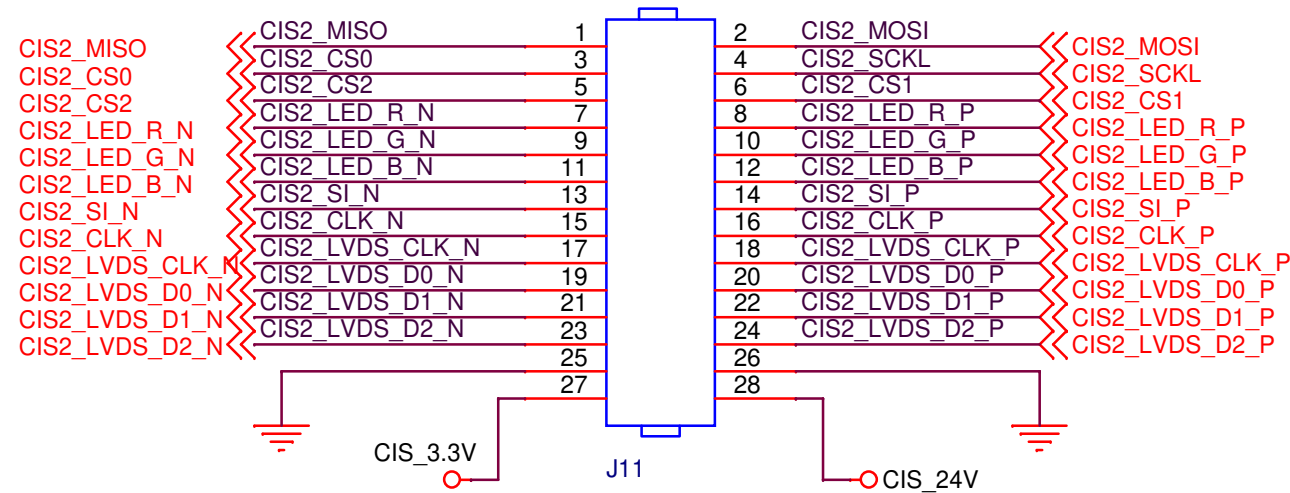 CIS2_MISO CIS2_MISO 1 2 CIS2_MOSI CIS2_MOSI
CIS2_CS0 CIS2_CS0 3 4 CIS2_SCKL CIS2_SCKL
CIS2_CS2 CIS2_CS2 5 6 CIS2_CS1 CIS2_CS1
CIS2_LED_R_N CIS2_LED_R_N 7 8 CIS2_LED_R_P CIS2_LED_R_P
CIS2_LED_G_N CIS2_LED_G_N 9 10 CIS2_LED_G_P CIS2_LED_G_P
CIS2_LED_B_N CIS2_LED_B_N 11 12 CIS2_LED_B_P CIS2_LED_B_P
CIS2_SI_N CIS2_SI_N 13 14 CIS2_SI_P CIS2_SI_P
CIS2_CLK_N CIS2_CLK_N 15 16 CIS2_CLK_P CIS2_CLK_P
CIS2_LVDS_CLK_N CIS2_LVDS_CLK_N 17 18 CIS2_LVDS_CLK_P CIS2_LVDS_CLK_P
CIS2_LVDS_D0_N CIS2_LVDS_D0_N 19 20 CIS2_LVDS_D0_P CIS2_LVDS_D0_P
CIS2_LVDS_D1_N CIS2_LVDS_D1_N 21 22 CIS2_LVDS_D1_P CIS2_LVDS_D1_P
CIS2_LVDS_D2_N CIS2_LVDS_D2_N 23 24 CIS2_LVDS_D2_P CIS2_LVDS_D2_P
25 26
27 28
CIS_3.3V J11 CIS_24V